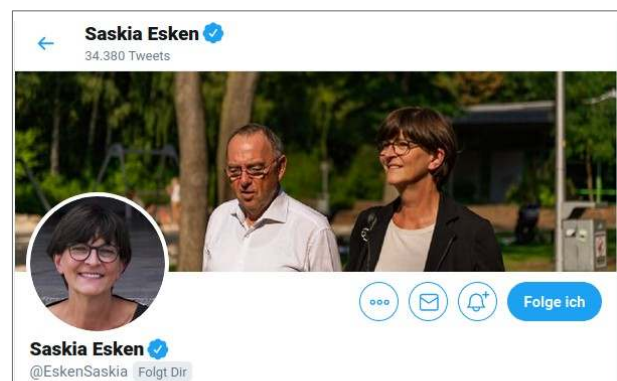 Saskia Esken
34.380 Tweets
Folge ich
Saskia Esken
@EskenSaskia Folgt Dir